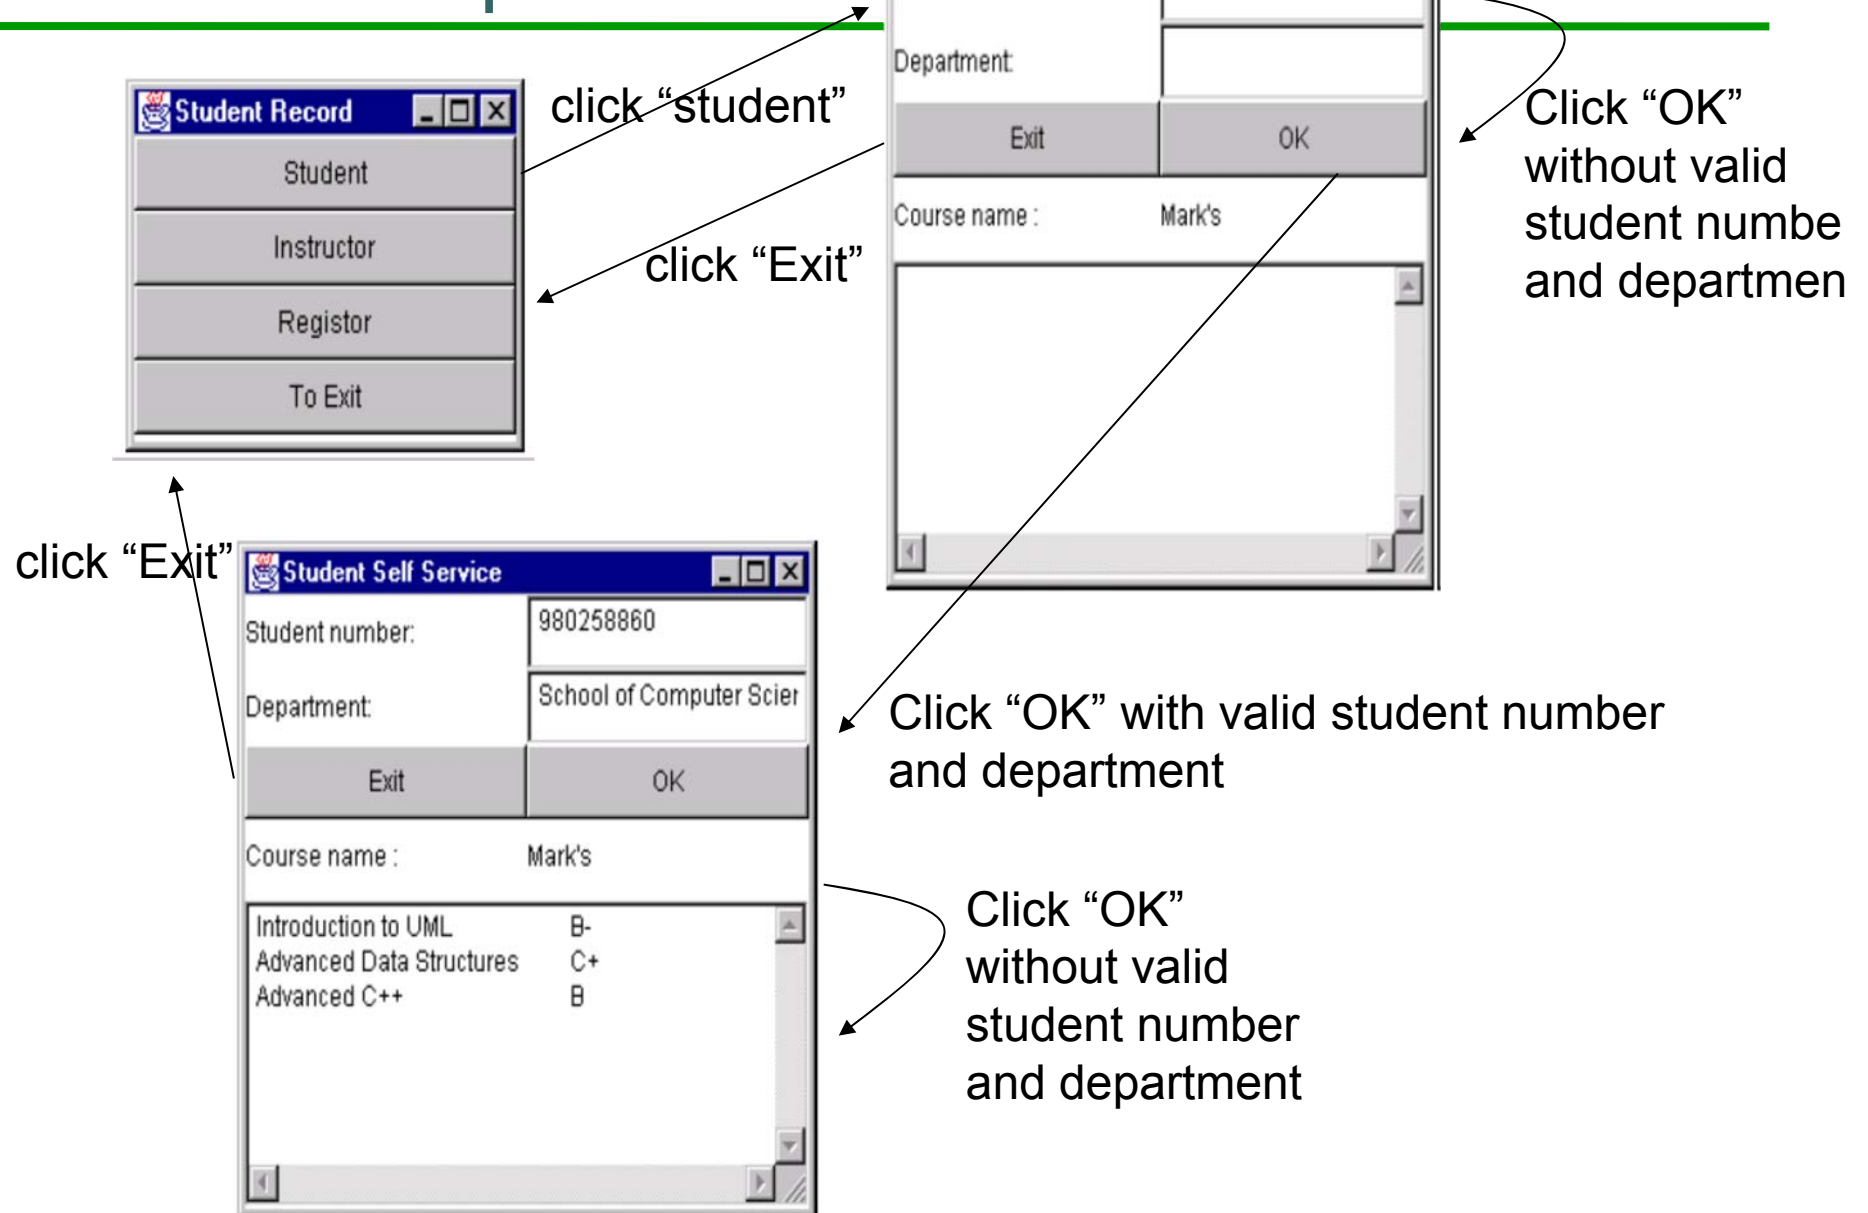 Department:
Exit OK
Course name : Mark's
click “student”
Student Record
Student
Instructor
Registor
To Exit
click “Exit”
Click “OK”
without valid
student numbe
and departmen
click “Exit”
Student Self Service
Student number: 980258860
Department: School of Computer Scier
Exit OK
Course name : Mark's
Introduction to UML B-
Advanced Data Structures C+
Advanced C++ B
Click “OK” with valid student number
and department
Click “OK”
without valid
student number
and department